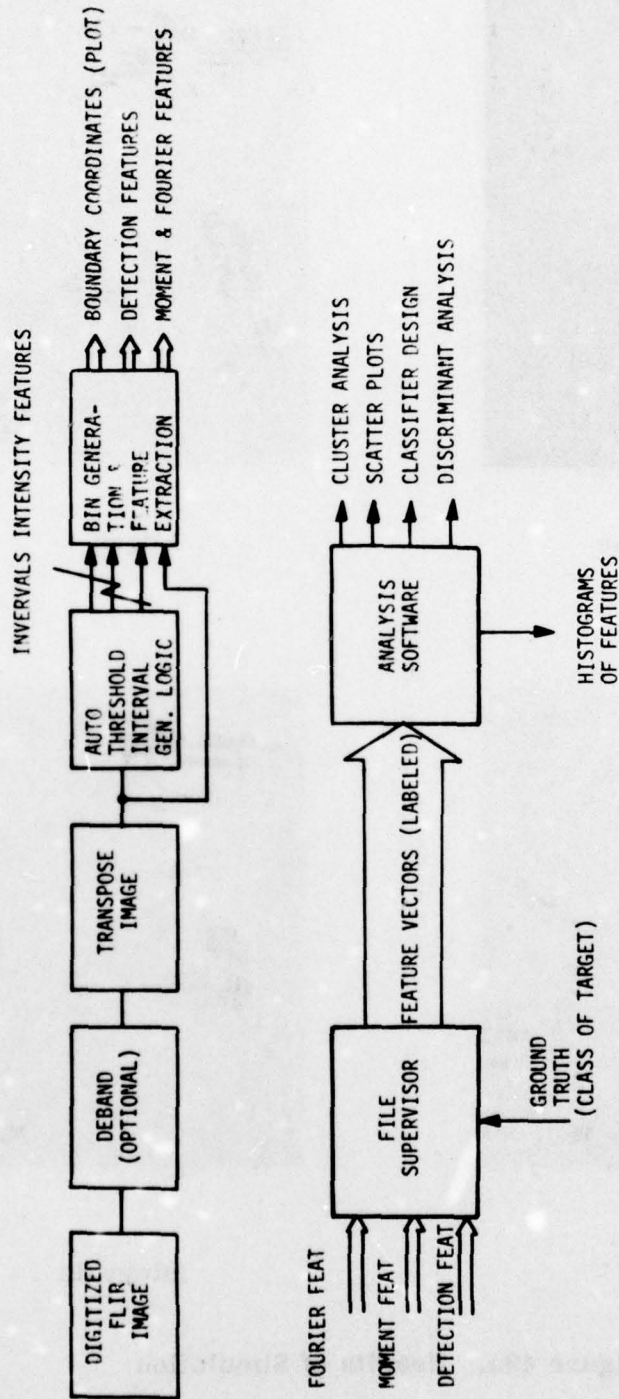 INVERVALS INTENSITY FEATURES
DIGITIZED
FLIR
IMAGE
DEBAND
(OPTIONAL)
TRANSPOSE
IMAGE
AUTO
THRESHOLD
INTERVAL
GEN. LOGIC
BIN GENERA-
TION &
FEATURE
EXTRACTION
BOUNDARY COORDINATES (PLOT)
DETECTION FEATURES
MOMENT & FOURIER FEATURES
FOURIER FEAT
MOMENT FEAT
DETECTION FEAT
FILE
SUPERVISOR
GROUND
TRUTH
(CLASS OF TARGET)
FEATURE VECTORS (LABELED)
ANALYSIS
SOFTWARE
CLUSTER ANALYSIS
SCATTER PLOTS
CLASSIFIER DESIGN
DISCRIMINANT ANALYSIS
HISTOGRAMS
OF FEATURES